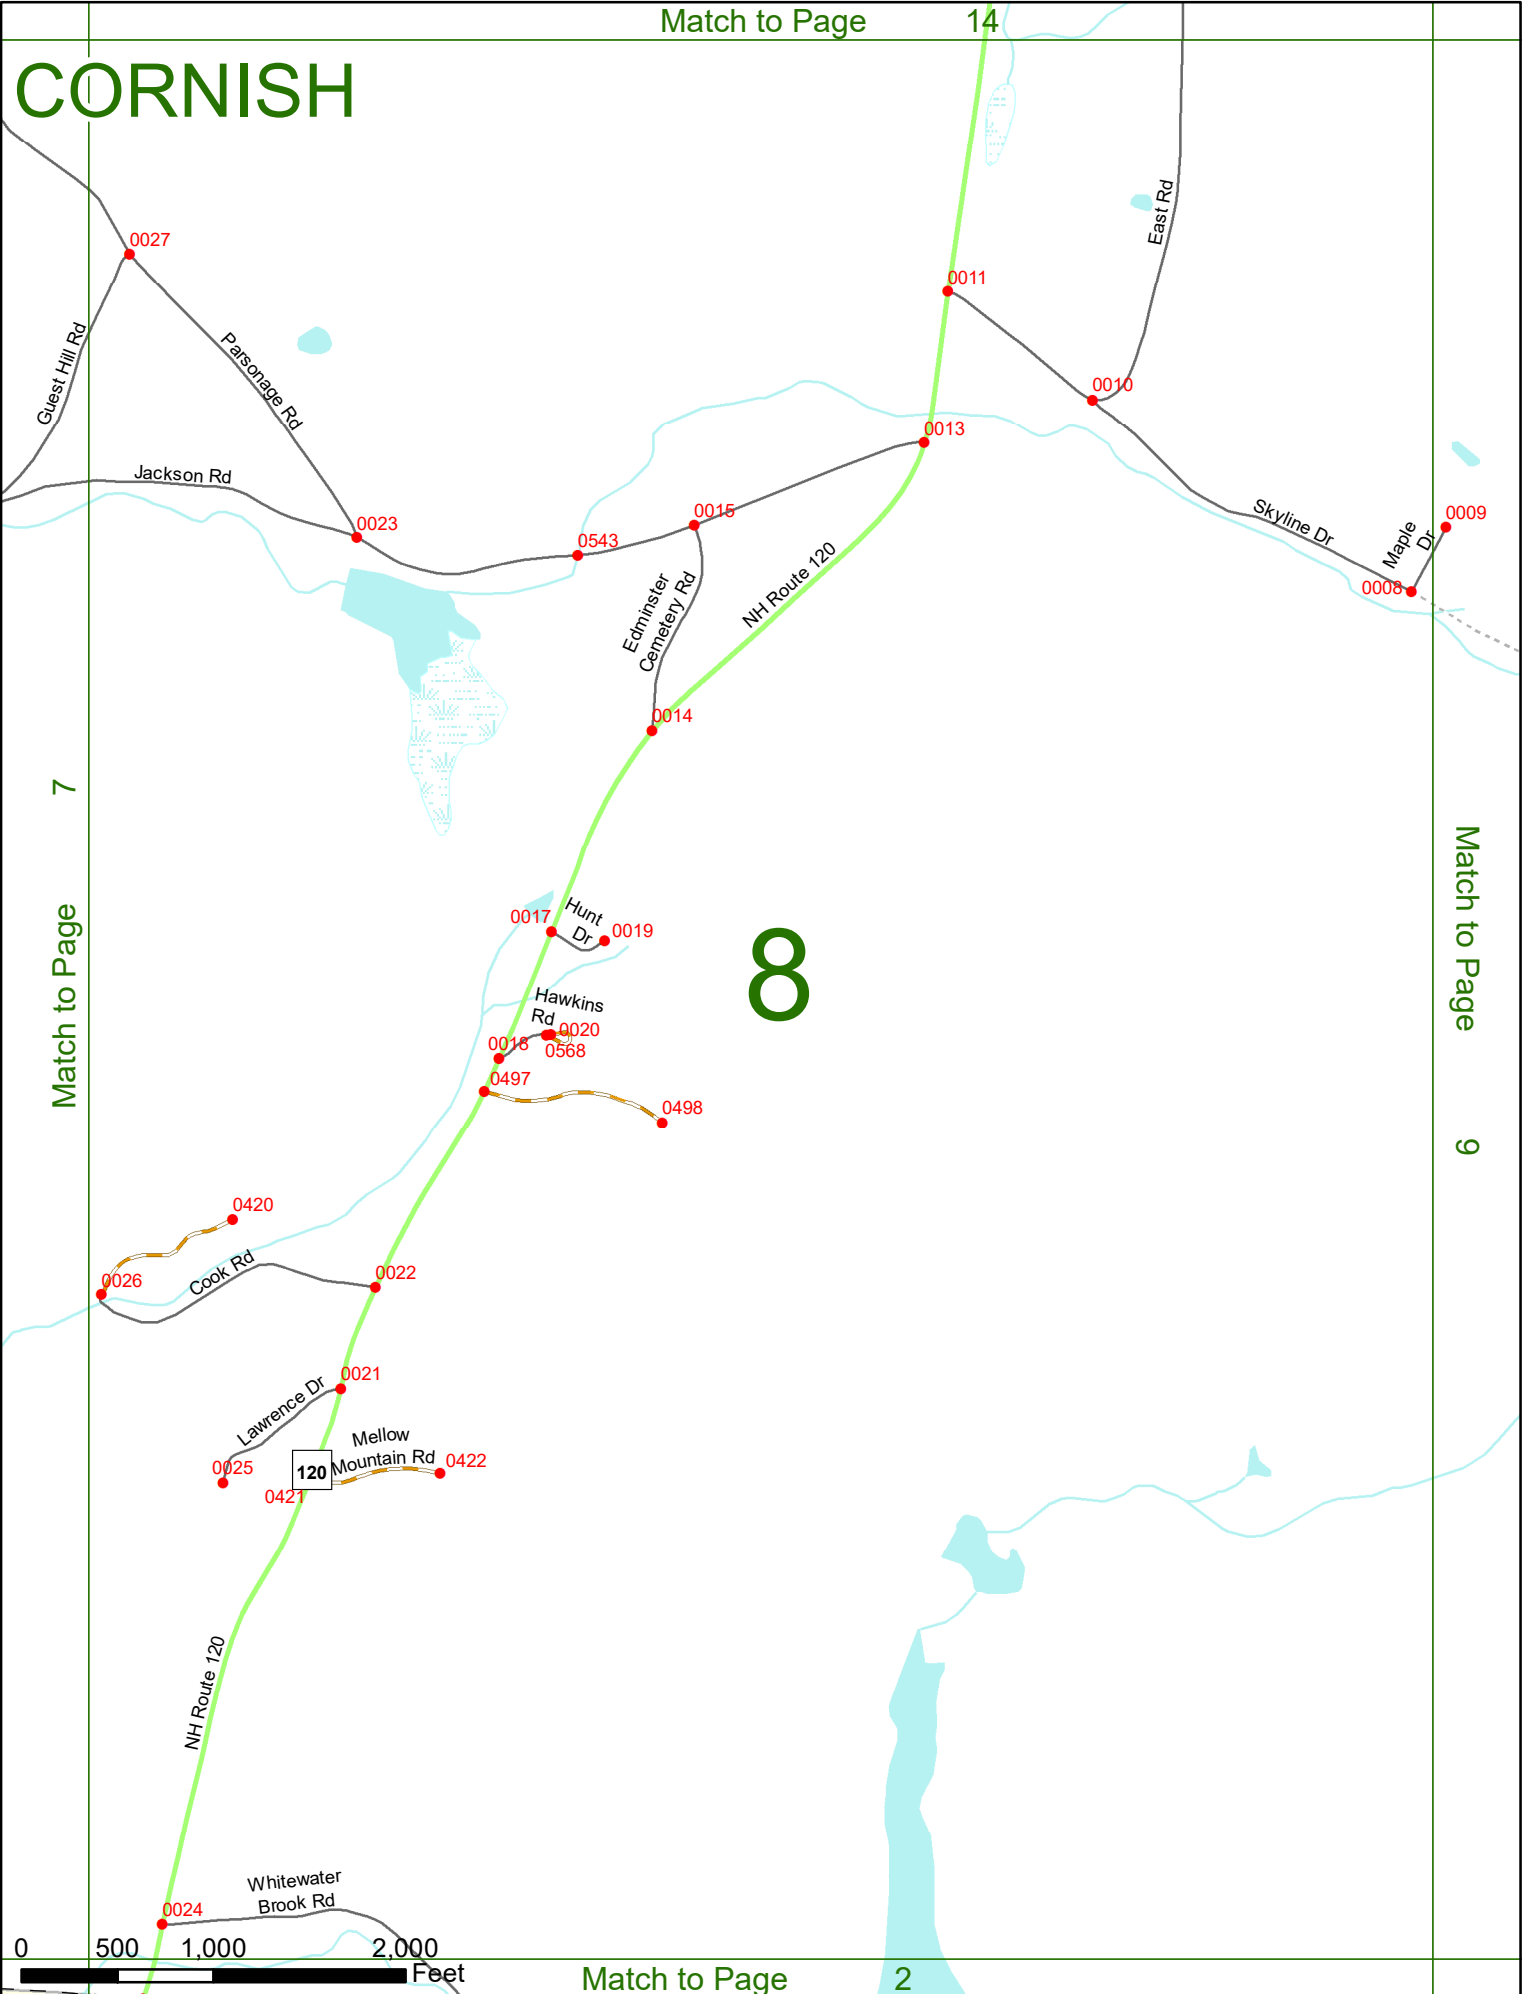 Match to Page 14
CORNISH
0027
0011
East Rd
Guest Hill Rd
Parsonage Rd
0010
0013
Jackson Rd
0023
0543
0015
Skyline Dr
Maple
Dr
0009
0008
Edminster
Cemetery Rd
NH Route 120
0014
Match to Page 7
Match to Page 9
8
0017
Hunt
Dr
0019
Hawkins
Rd
0020
0018
0568
0497
0498
0420
0026
Cook Rd
0022
0021
Lawrence Dr
Mellow
Mountain Rd
0422
0025
120
0421
NH Route 120
Whitewater
Brook Rd
0024
0 500 1,000 2,000
Feet
Match to Page 2